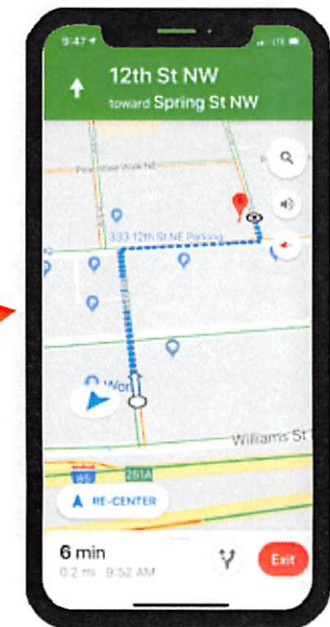 9:47
LTE
12th St NW
toward Spring St NW
333 12th St NE Parking
Wor
Williams St
85
251A
RE-CENTER
6 min
0.2 mi 9:52 AM
Exit